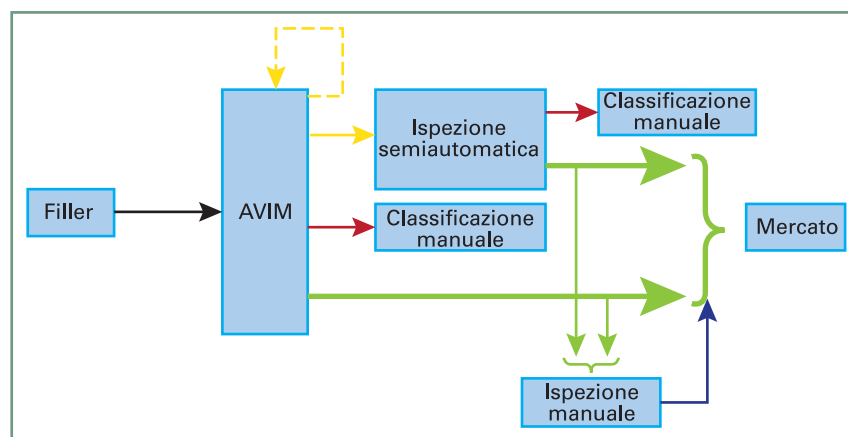 Filler
AVIM
Ispezione
semiautomatica
Classificazione
manuale
Classificazione
manuale
Mercato
Ispezione
manuale